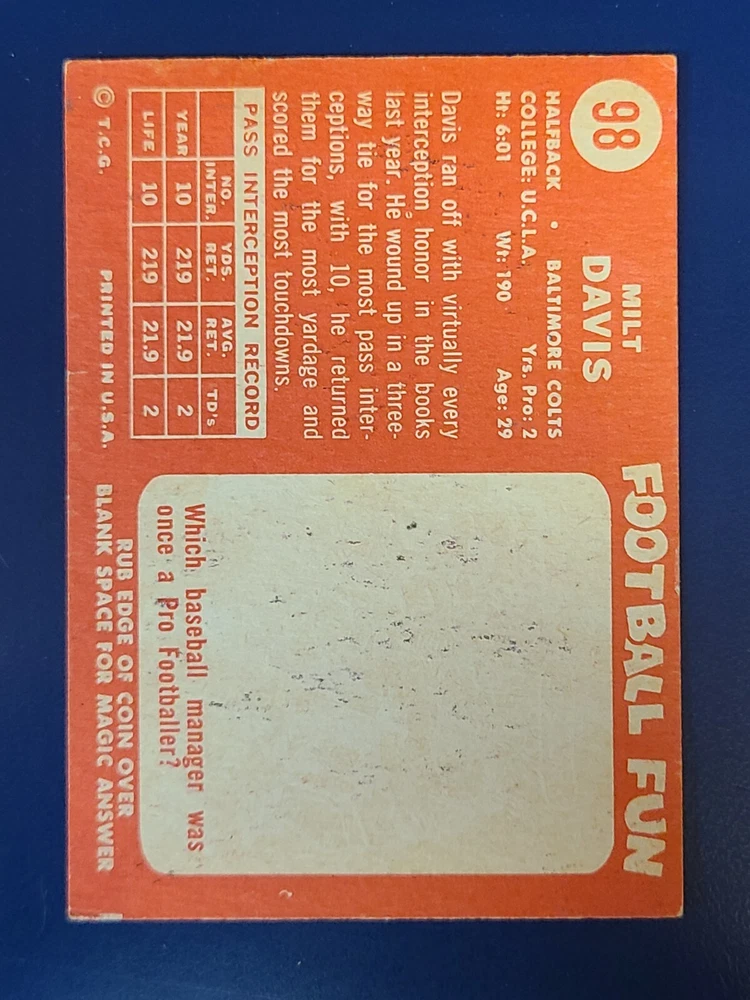 98
MILT
DAVIS
HALFBACK • BALTIMORE COLTS
COLLEGE: U.C.L.A. Yrs. Pro: 2
Ht: 6:01 Wt: 190 Age: 29
Davis ran off with virtually every
interception honor in the books
last year. He wound up in a three-
way tie for the most pass inter-
ceptions, with 10, he returned
them for the most yardage and
scored the most touchdowns.
PASS INTERCEPTION RECORD
NO. INTER. YDS. RET. AVG. RET. TD's
YEAR 10 219 21.9 2
LIFE 10 219 21.9 2
© T.C.G. PRINTED IN U.S.A.
FOOTBALL FUN
Which baseball manager was
once a Pro Footballer?
RUB EDGE OF COIN OVER
BLANK SPACE FOR MAGIC ANSWER